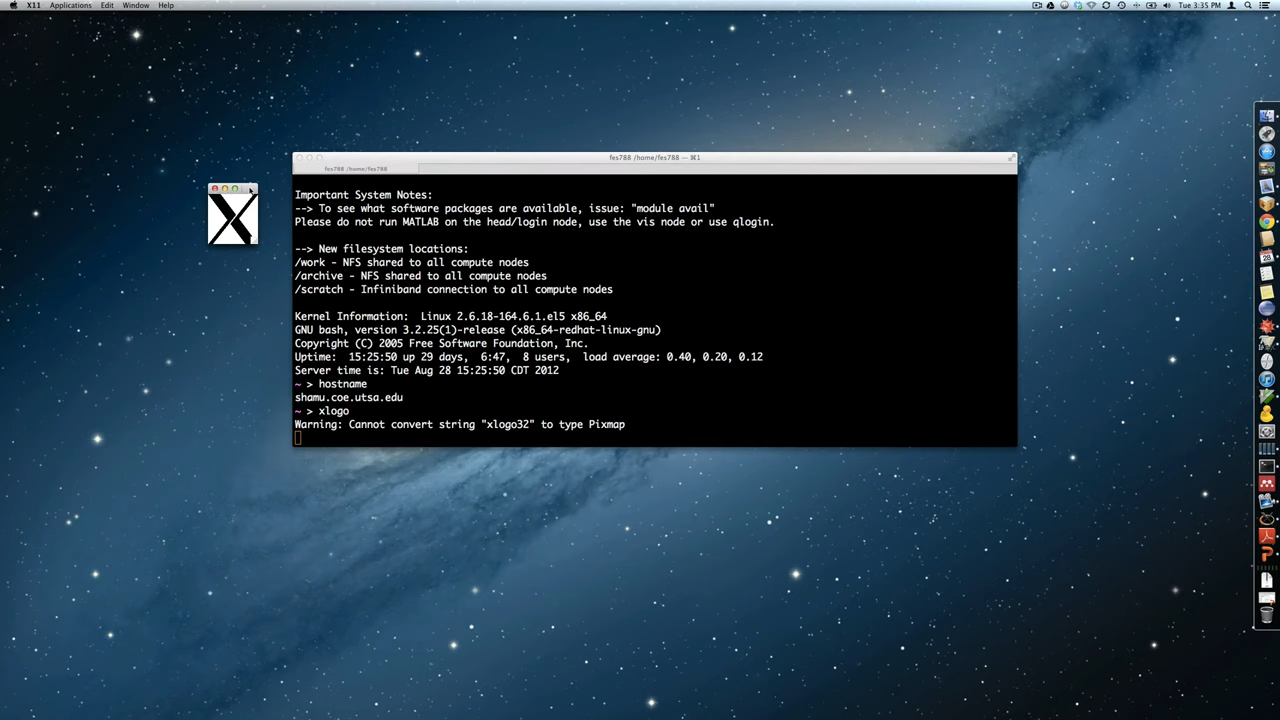 X11 Applications Edit Window Help
Tue 3:35 PM
fes788 /home/fes788 — ⌘1
fes788 /home/fes788
Important System Notes:
--> To see what software packages are available, issue: "module avail"
Please do not run MATLAB on the head/login node, use the vis node or use qlogin.
--> New filesystem locations:
/work - NFS shared to all compute nodes
/archive - NFS shared to all compute nodes
/scratch - Infiniband connection to all compute nodes
Kernel Information:  Linux 2.6.18-164.6.1.el5 x86_64
GNU bash, version 3.2.25(1)-release (x86_64-redhat-linux-gnu)
Copyright (C) 2005 Free Software Foundation, Inc.
Uptime:  15:25:50 up 29 days,  6:47,  8 users,  load average: 0.40, 0.20, 0.12
Server time is: Tue Aug 28 15:25:50 CDT 2012
~ > hostname
shamu.coe.utsa.edu
~ > xlogo
Warning: Cannot convert string "xlogo32" to type Pixmap